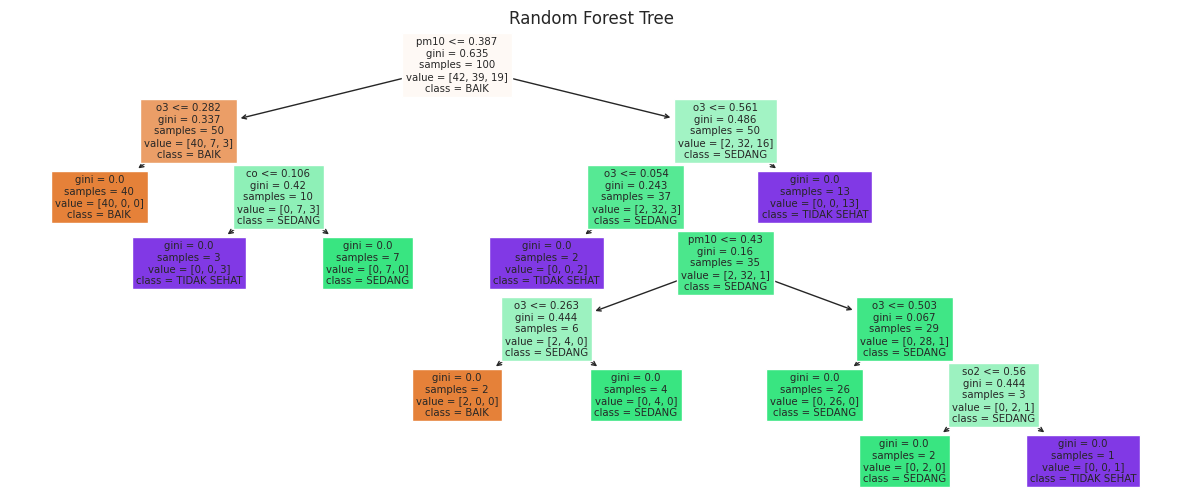 Random Forest Tree
pm10 <= 0.387
gini = 0.635
samples = 100
value = [42, 39, 19]
class = BAIK
o3 <= 0.282
gini = 0.337
samples = 50
value = [40, 7, 3]
class = BAIK
o3 <= 0.561
gini = 0.486
samples = 50
value = [2, 32, 16]
class = SEDANG
gini = 0.0
samples = 40
value = [40, 0, 0]
class = BAIK
co <= 0.106
gini = 0.42
samples = 10
value = [0, 7, 3]
class = SEDANG
o3 <= 0.054
gini = 0.243
samples = 37
value = [2, 32, 3]
class = SEDANG
gini = 0.0
samples = 13
value = [0, 0, 13]
class = TIDAK SEHAT
gini = 0.0
samples = 3
value = [0, 0, 3]
class = TIDAK SEHAT
gini = 0.0
samples = 7
value = [0, 7, 0]
class = SEDANG
gini = 0.0
samples = 2
value = [0, 0, 2]
class = TIDAK SEHAT
pm10 <= 0.43
gini = 0.16
samples = 35
value = [2, 32, 1]
class = SEDANG
o3 <= 0.263
gini = 0.444
samples = 6
value = [2, 4, 0]
class = SEDANG
o3 <= 0.503
gini = 0.067
samples = 29
value = [0, 28, 1]
class = SEDANG
gini = 0.0
samples = 2
value = [2, 0, 0]
class = BAIK
gini = 0.0
samples = 4
value = [0, 4, 0]
class = SEDANG
gini = 0.0
samples = 26
value = [0, 26, 0]
class = SEDANG
so2 <= 0.56
gini = 0.444
samples = 3
value = [0, 2, 1]
class = SEDANG
gini = 0.0
samples = 2
value = [0, 2, 0]
class = SEDANG
gini = 0.0
samples = 1
value = [0, 0, 1]
class = TIDAK SEHAT